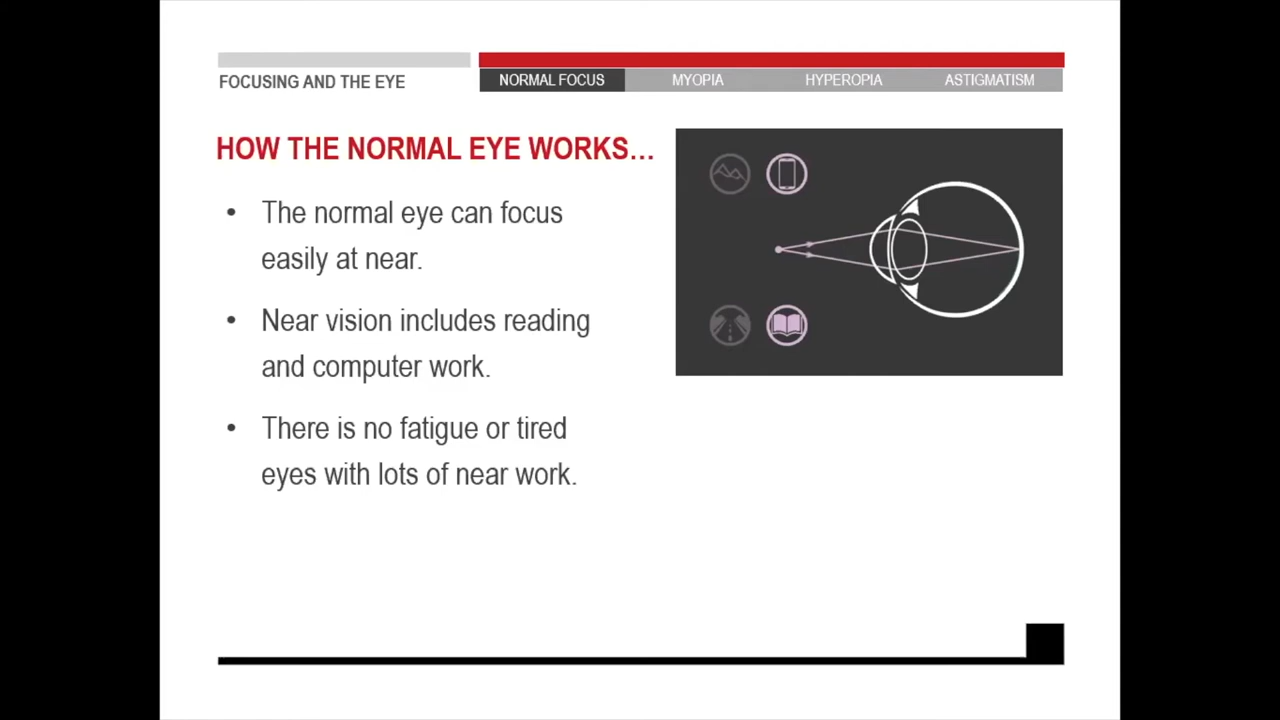 FOCUSING AND THE EYE
NORMAL FOCUS
MYOPIA
HYPEROPIA
ASTIGMATISM
HOW THE NORMAL EYE WORKS…
• The normal eye can focus
easily at near.
• Near vision includes reading
and computer work.
• There is no fatigue or tired
eyes with lots of near work.